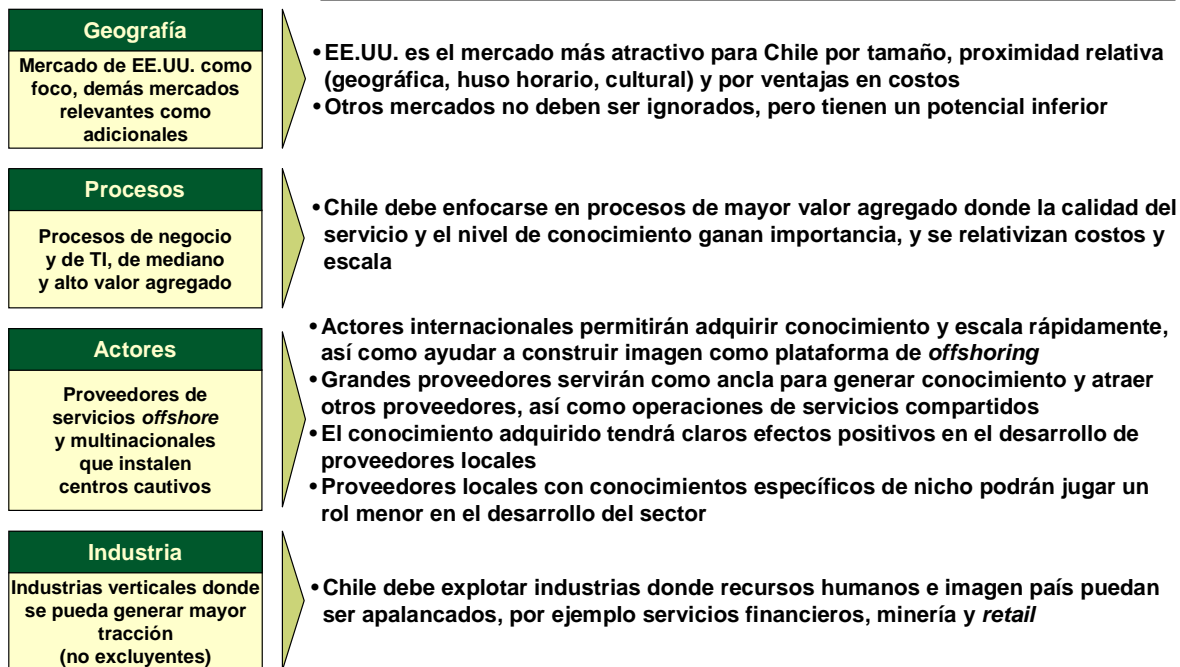 Geografía
Mercado de EE.UU. como
foco, demás mercados
relevantes como
adicionales
• EE.UU. es el mercado más atractivo para Chile por tamaño, proximidad relativa
(geográfica, huso horario, cultural) y por ventajas en costos
• Otros mercados no deben ser ignorados, pero tienen un potencial inferior
Procesos
Procesos de negocio
y de TI, de mediano
y alto valor agregado
• Chile debe enfocarse en procesos de mayor valor agregado donde la calidad del
servicio y el nivel de conocimiento ganan importancia, y se relativizan costos y
escala
Actores
Proveedores de
servicios offshore
y multinacionales
que instalen
centros cautivos
• Actores internacionales permitirán adquirir conocimiento y escala rápidamente,
así como ayudar a construir imagen como plataforma de offshoring
• Grandes proveedores servirán como ancla para generar conocimiento y atraer
otros proveedores, así como operaciones de servicios compartidos
• El conocimiento adquirido tendrá claros efectos positivos en el desarrollo de
proveedores locales
• Proveedores locales con conocimientos específicos de nicho podrán jugar un
rol menor en el desarrollo del sector
Industria
Industrias verticales donde
se pueda generar mayor
tracción
(no excluyentes)
• Chile debe explotar industrias donde recursos humanos e imagen país puedan
ser apalancados, por ejemplo servicios financieros, minería y retail